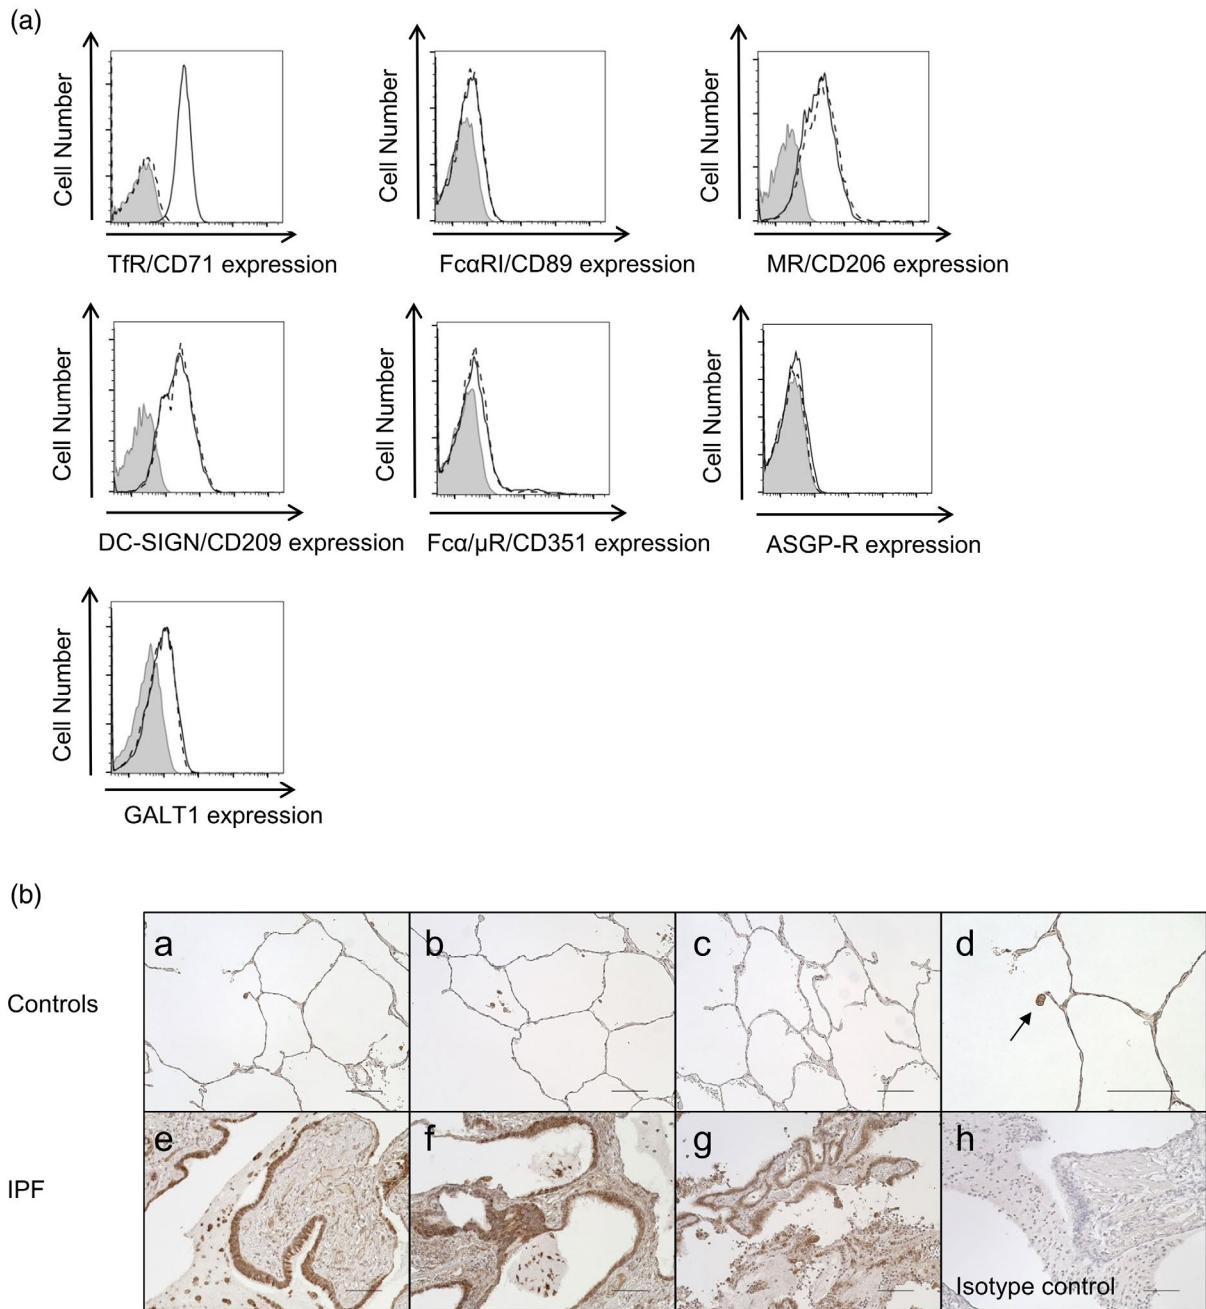 (a)
Cell Number
Cell Number
Cell Number
TfR/CD71 expression
FcαRI/CD89 expression
MR/CD206 expression
Cell Number
Cell Number
Cell Number
DC-SIGN/CD209 expression
Fcα/μR/CD351 expression
ASGP-R expression
Cell Number
GALT1 expression
(b)
Controls
a
b
c
d
IPF
e
f
g
h
Isotype control